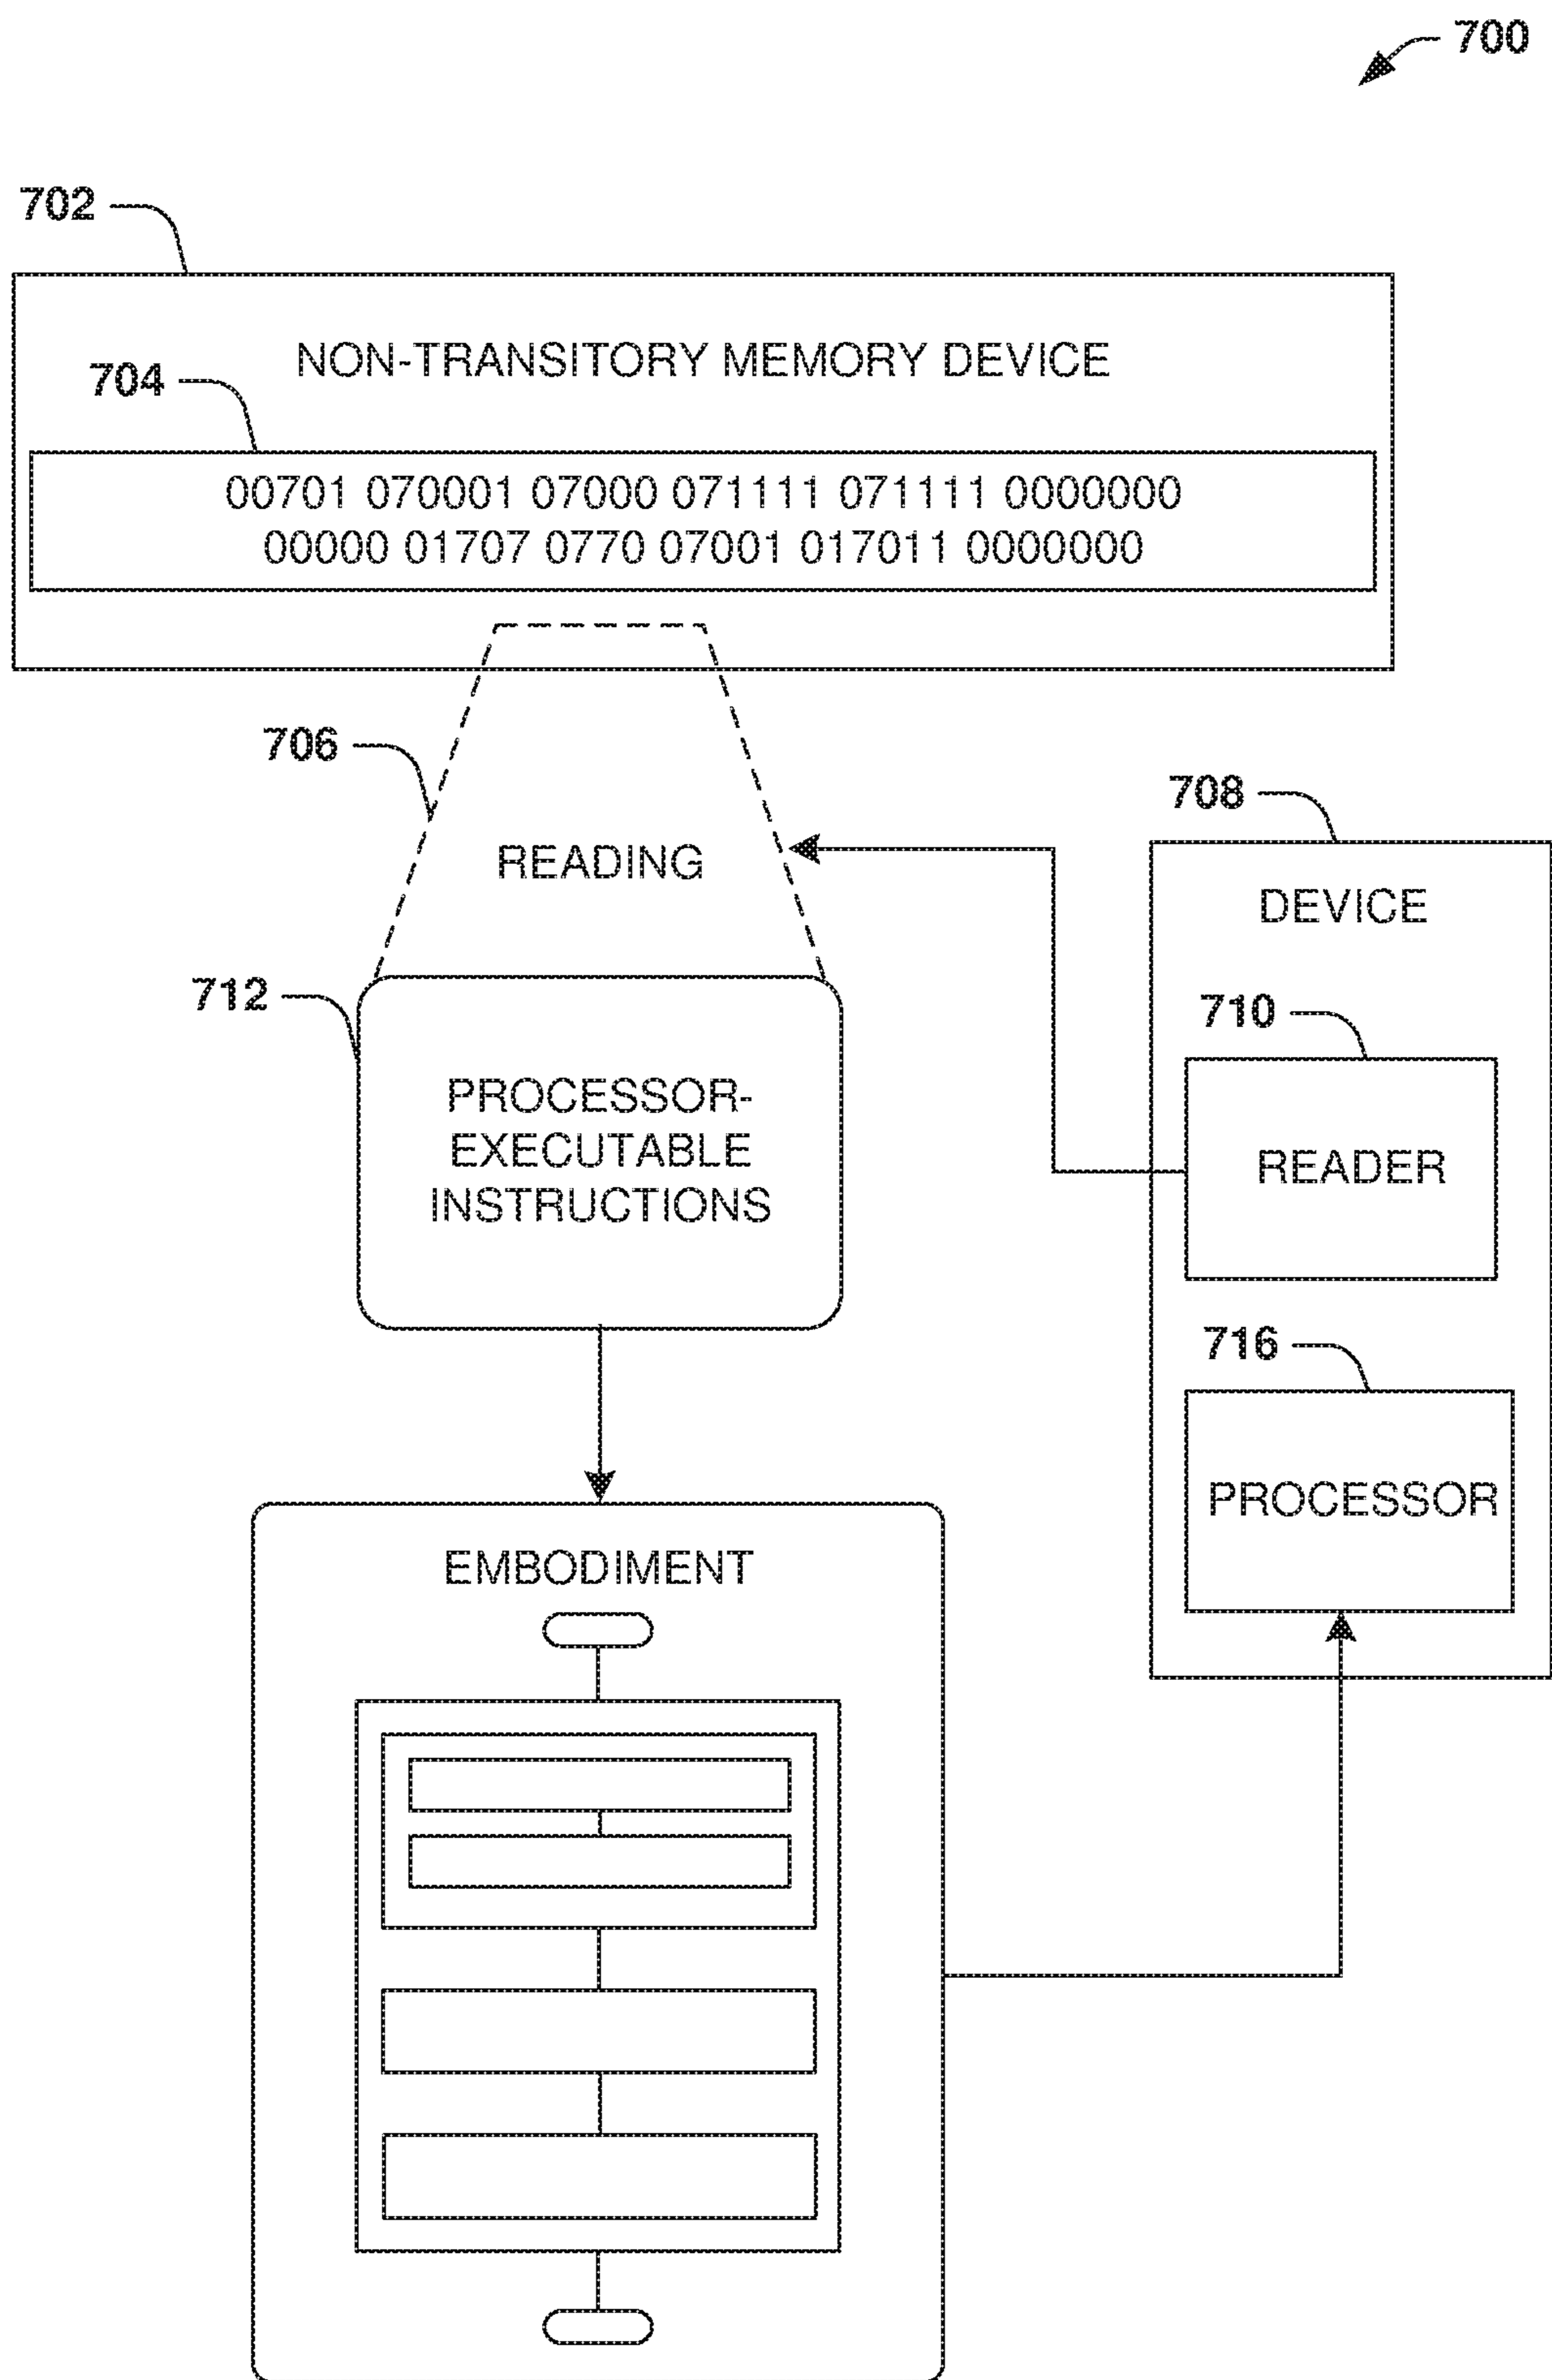 700
702
NON-TRANSITORY MEMORY DEVICE
704
00701 070001 07000 071111 071111 0000000
00000 01707 0770 07001 017011 0000000
706
READING
708
DEVICE
712
710
PROCESSOR-
EXECUTABLE
INSTRUCTIONS
READER
716
PROCESSOR
EMBODIMENT